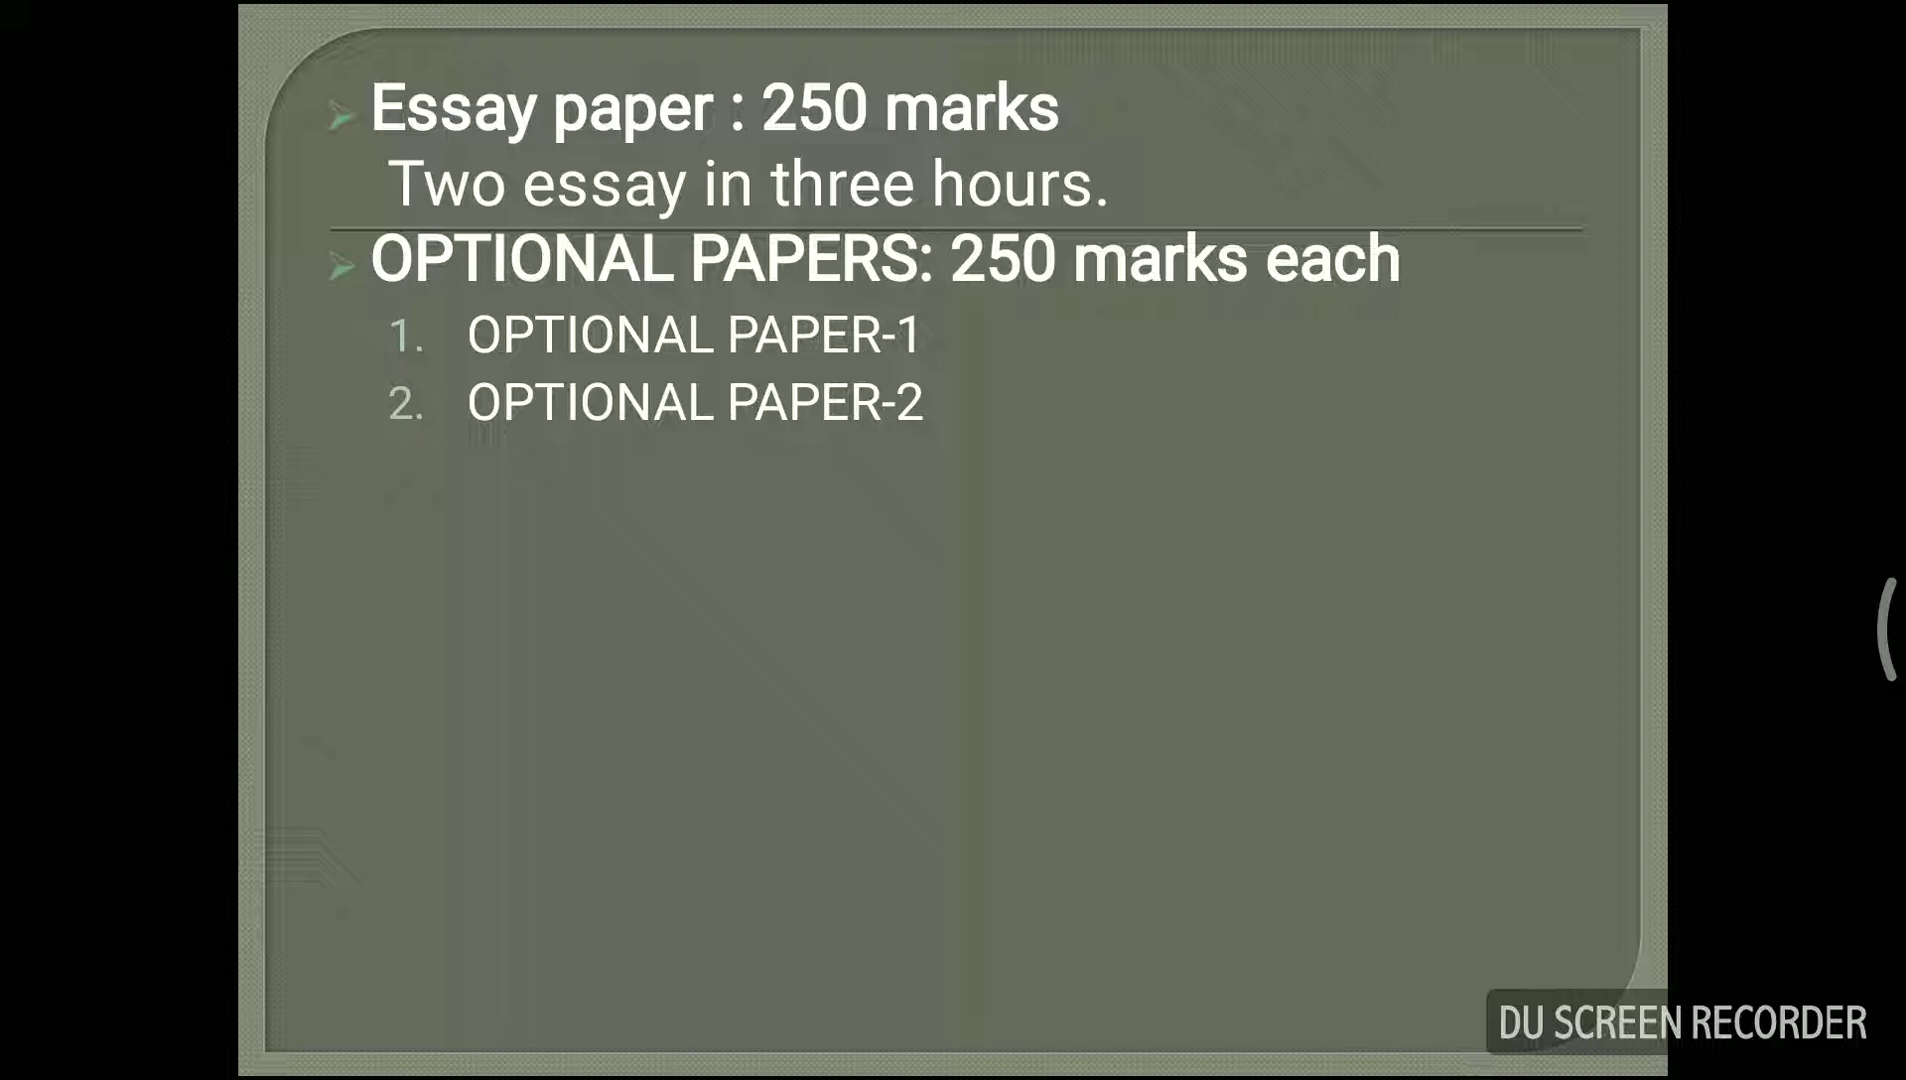 Essay paper : 250 marks
Two essay in three hours.
OPTIONAL PAPERS: 250 marks each
1. OPTIONAL PAPER-1
2. OPTIONAL PAPER-2
DU SCREEN RECORDER